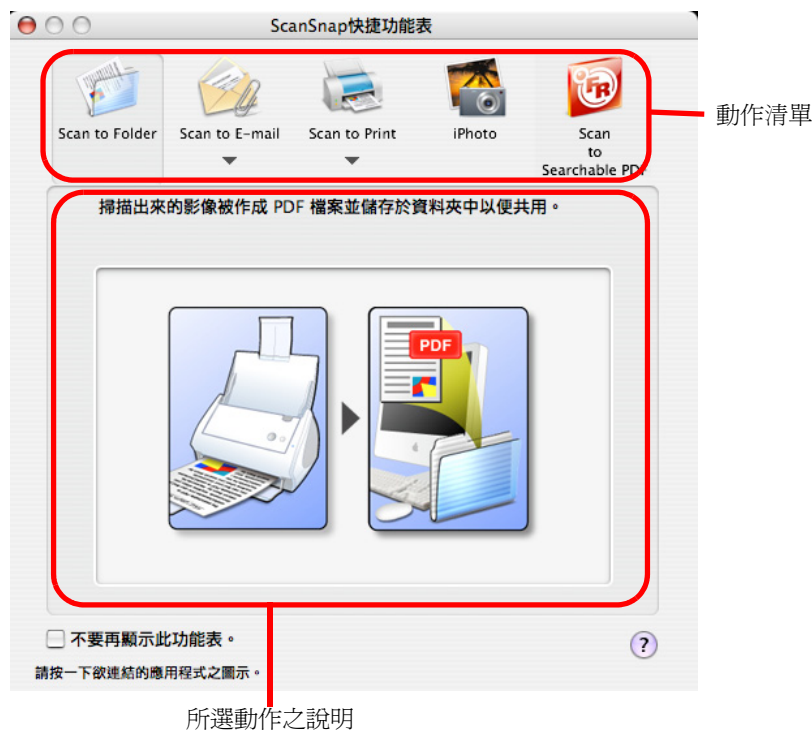 ScanSnap快捷功能表
Scan to Folder
Scan to E-mail
Scan to Print
iPhoto
Scan
to
Searchable PDF
動作清單
掃描出來的影像被作成 PDF 檔案並儲存於資料夾中以便共用。
PDF
不要再顯示此功能表。
?
請按一下欲連結的應用程式之圖示。
所選動作之說明